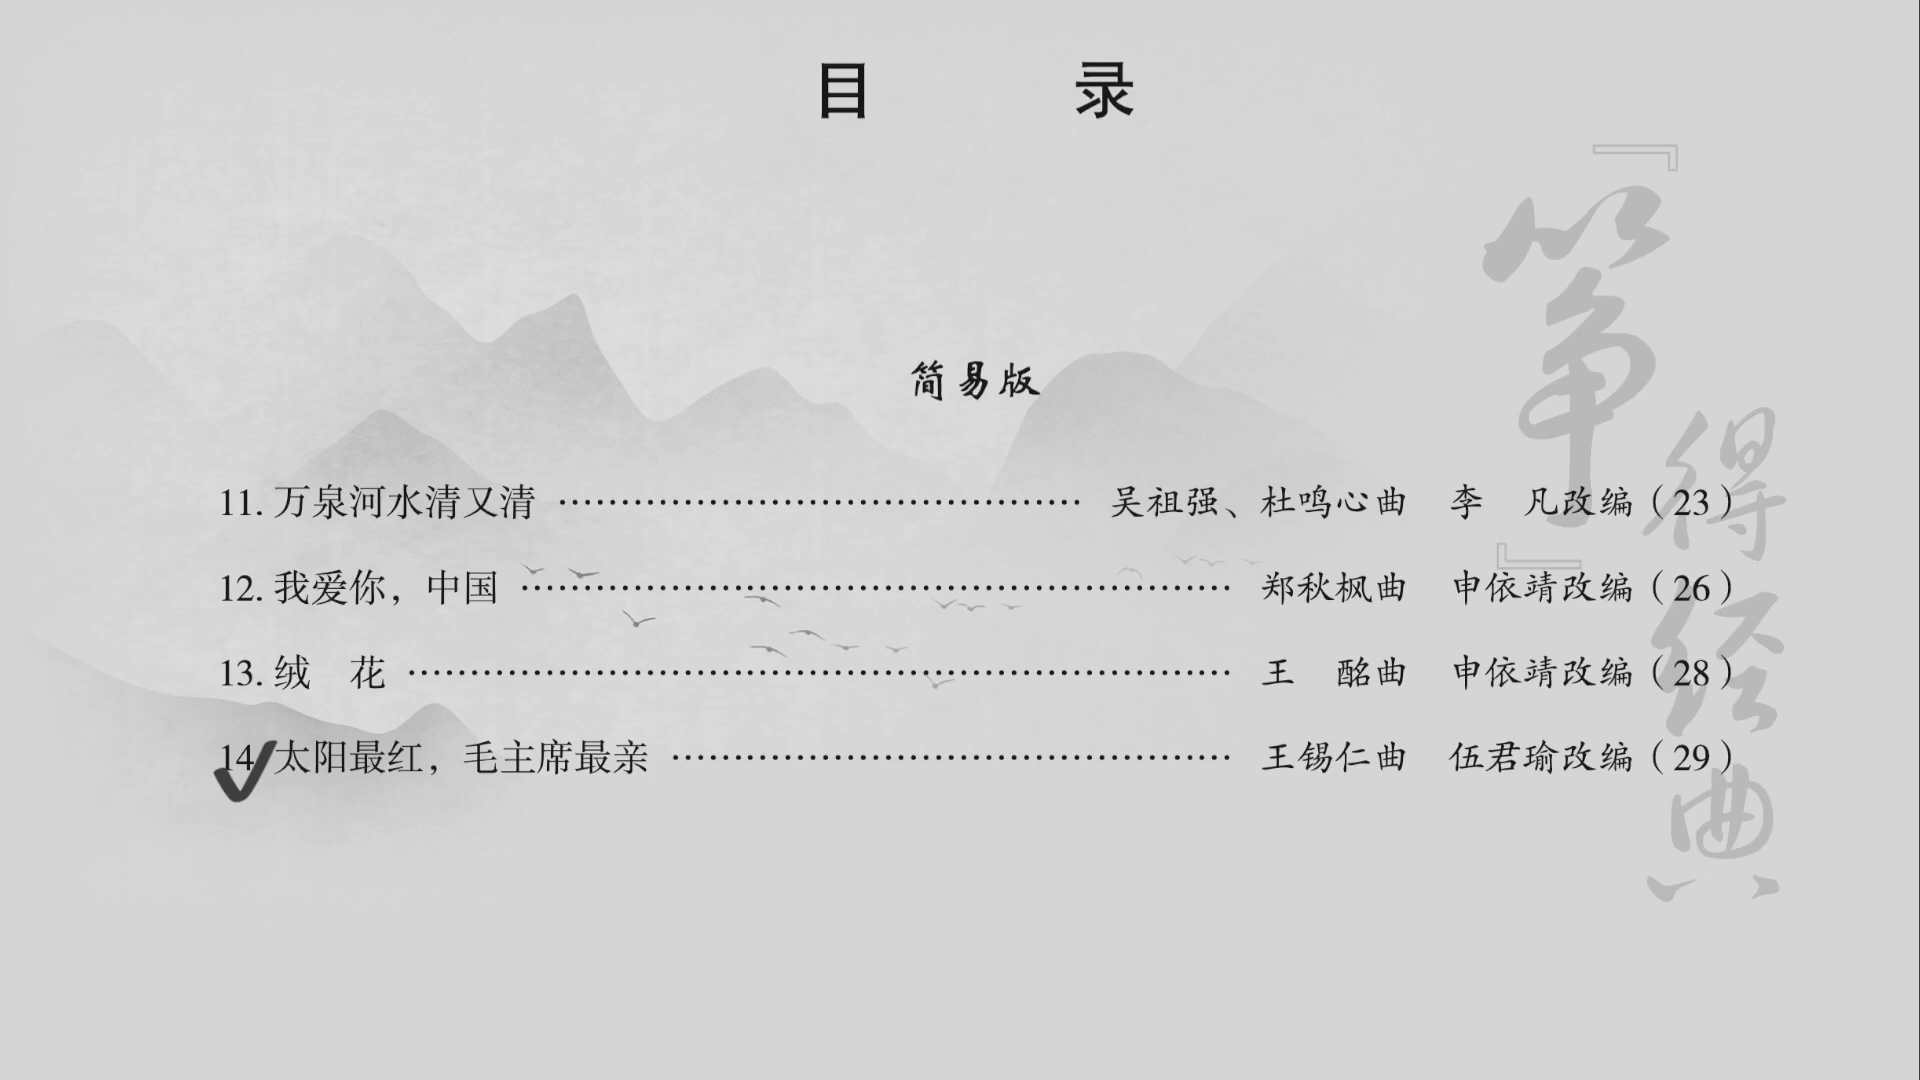 目 录
简易版
11. 万泉河水清又清 ………………………………… 吴祖强、杜鸣心曲 李 凡改编（23）
12. 我爱你，中国 ………………………………… 郑秋枫曲 申依靖改编（26）
13. 绒 花 ………………………………… 王 酩曲 申依靖改编（28）
14. 太阳最红，毛主席最亲 ………………………………… 王锡仁曲 伍君瑜改编（29）
『筝』
得经典